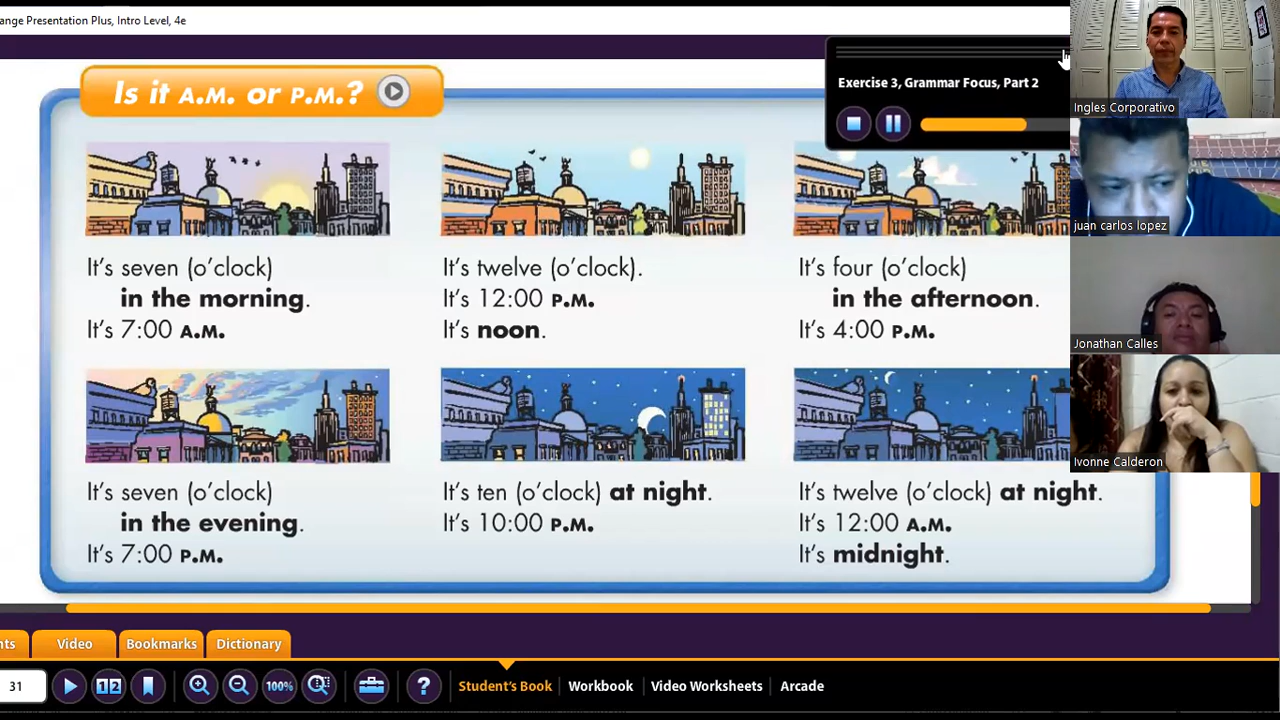 ange Presentation Plus, Intro Level, 4e
Is it A.M. or P.M.?
Exercise 3, Grammar Focus, Part 2
Ingles Corporativo
juan carlos lopez
Jonathan Calles
Ivonne Calderon
It's seven (o'clock)
in the morning.
It's 7:00 A.M.
It's twelve (o'clock).
It's 12:00 P.M.
It's noon.
It's four (o'clock)
in the afternoon.
It's 4:00 P.M.
It's seven (o'clock)
in the evening.
It's 7:00 P.M.
It's ten (o'clock) at night.
It's 10:00 P.M.
It's twelve (o'clock) at night.
It's 12:00 A.M.
It's midnight.
nts Video Bookmarks Dictionary
31 1 2 100% ? Student's Book Workbook Video Worksheets Arcade